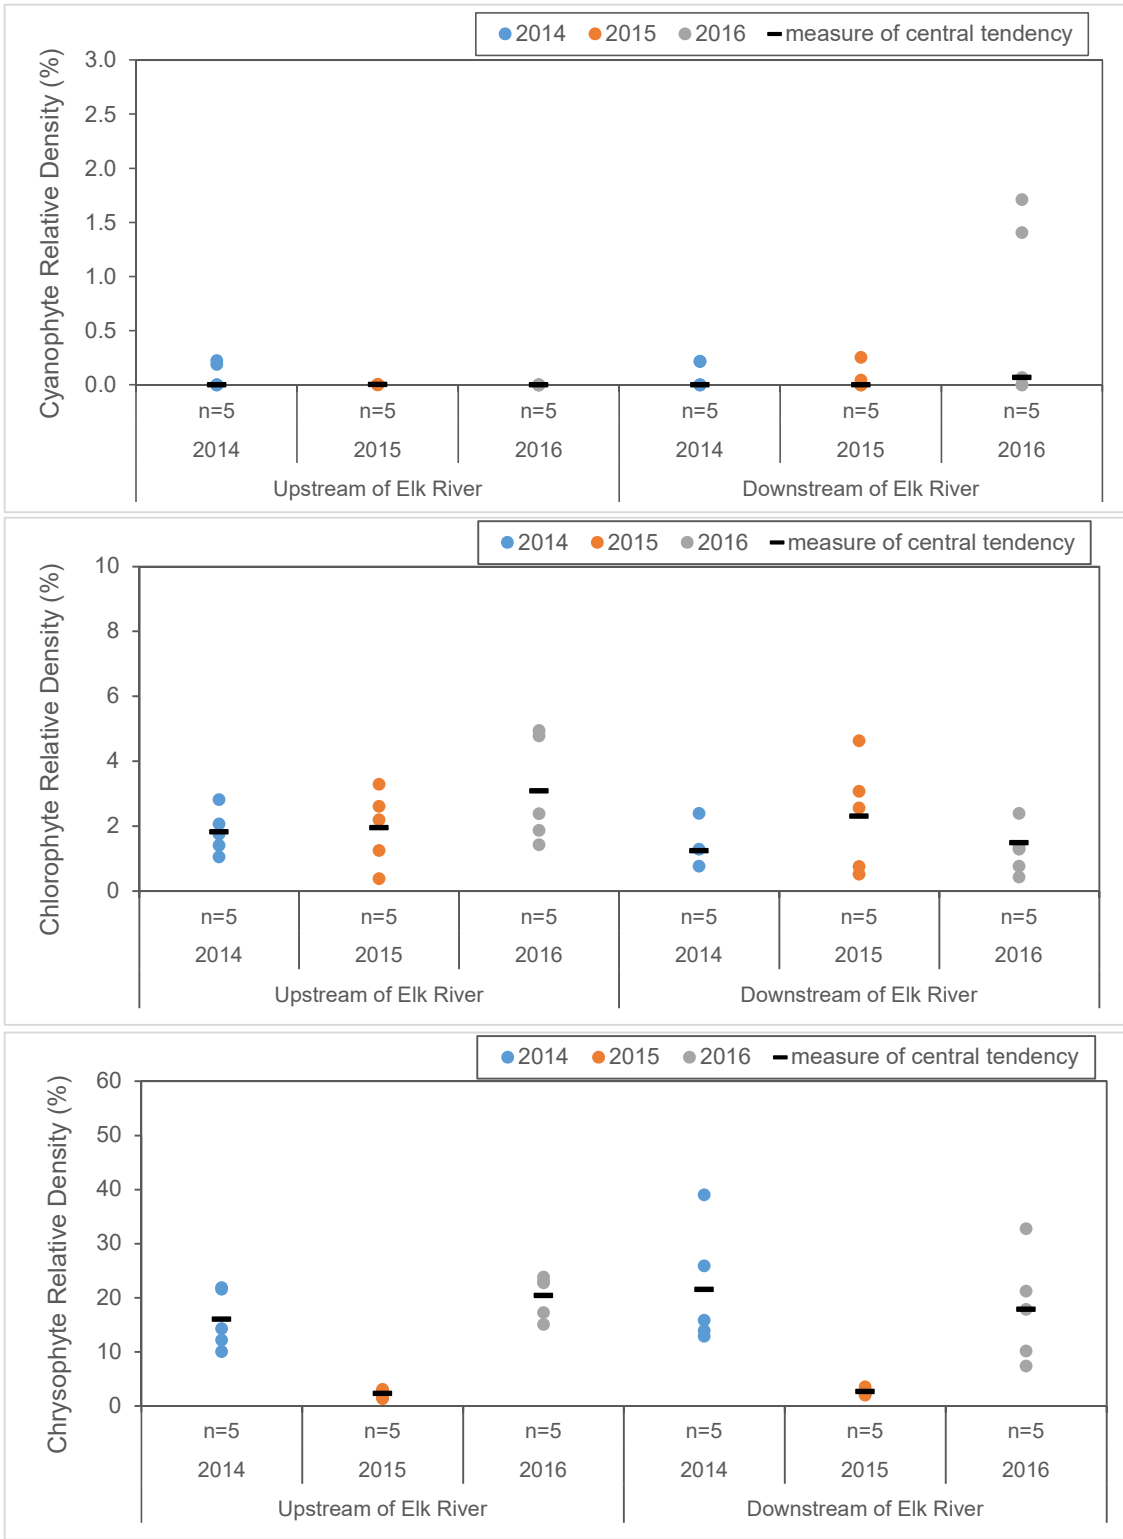 2014 2015 2016 measure of central tendency
Cyanophyte Relative Density (%)
3.0
2.5
2.0
1.5
1.0
0.5
0.0
n=5 n=5 n=5 n=5 n=5 n=5
2014 2015 2016 2014 2015 2016
Upstream of Elk River Downstream of Elk River
2014 2015 2016 measure of central tendency
Chlorophyte Relative Density (%)
10
8
6
4
2
0
n=5 n=5 n=5 n=5 n=5 n=5
2014 2015 2016 2014 2015 2016
Upstream of Elk River Downstream of Elk River
2014 2015 2016 measure of central tendency
Chrysophyte Relative Density (%)
60
50
40
30
20
10
0
n=5 n=5 n=5 n=5 n=5 n=5
2014 2015 2016 2014 2015 2016
Upstream of Elk River Downstream of Elk River